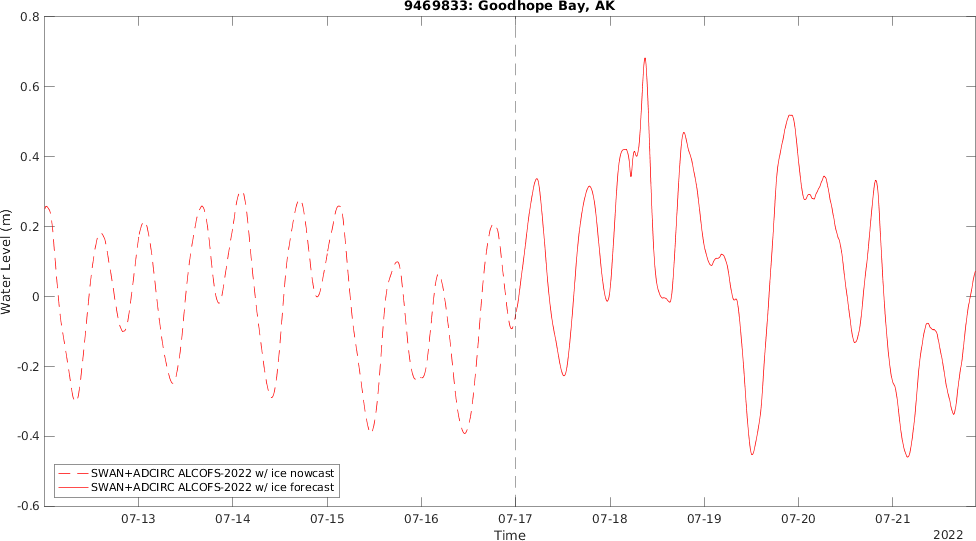 9469833: Goodhope Bay, AK
Water Level (m)
0.8
0.6
0.4
0.2
0
-0.2
-0.4
-0.6
SWAN+ADCIRC ALCOFS-2022 w/ ice nowcast
SWAN+ADCIRC ALCOFS-2022 w/ ice forecast
07-13 07-14 07-15 07-16 07-17 07-18 07-19 07-20 07-21
Time
2022